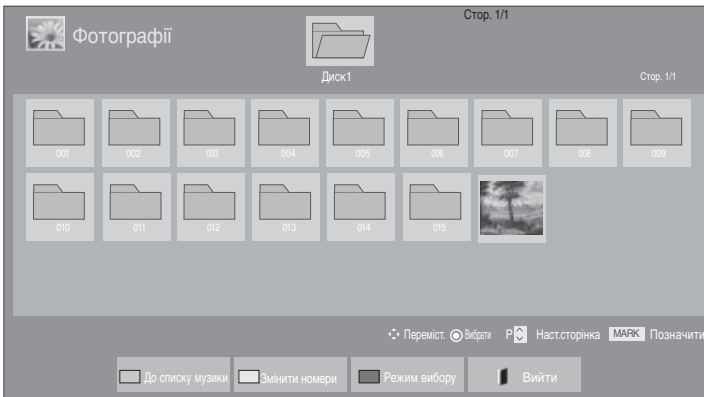 Стор. 1/1
Фотографії
Диск1
Стор. 1/1
001 002 003 004 005 006 007 008 009
010 011 012 013 014 015
Переміст. Вибрати P Наст.сторінка MARK Позначити
До списку музики Змінити номери Режим вибору Вийти